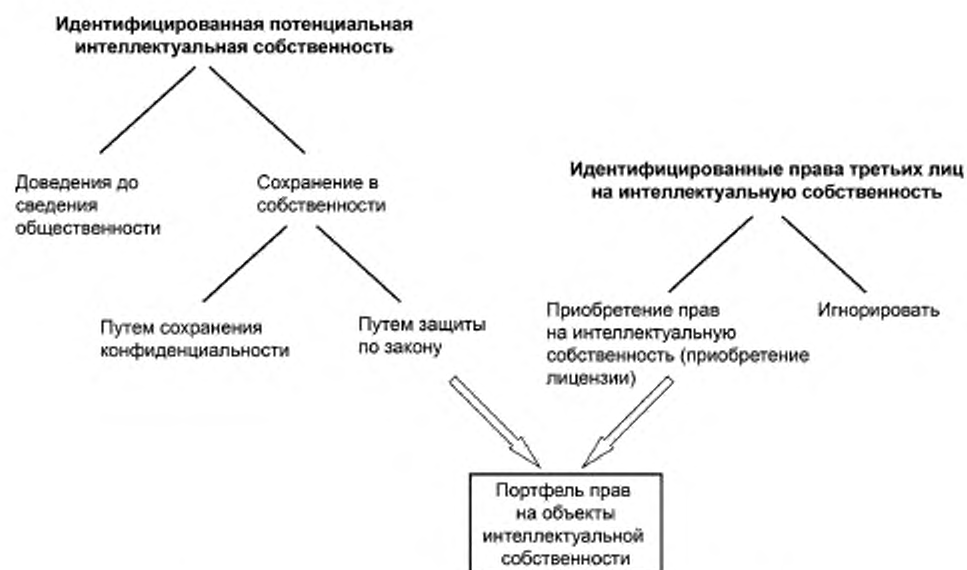 Идентифицированная потенциальная
интеллектуальная собственность
Доведения до
сведения
общественности
Сохранение в
собственности
Путем сохранения
конфиденциальности
Путем защиты
по закону
Идентифицированные права третьих лиц
на интеллектуальную собственность
Приобретение прав
на интеллектуальную
собственность (приобретение
лицензии)
Игнорировать
Портфель прав
на объекты
интеллектуальной
собственности